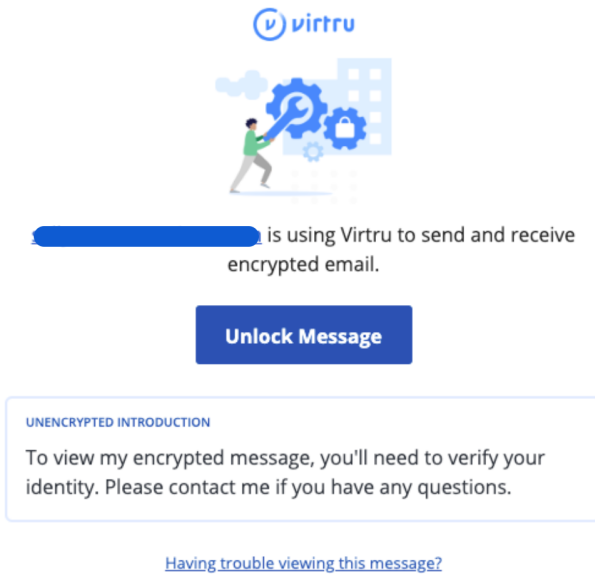 virtru
is using Virtru to send and receive
encrypted email.
Unlock Message
UNENCRYPTED INTRODUCTION
To view my encrypted message, you'll need to verify your
identity. Please contact me if you have any questions.
Having trouble viewing this message?